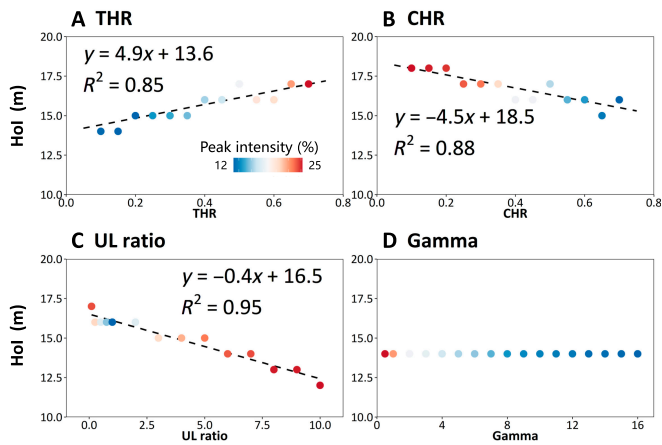 A THR
HoI (m)
20.0
17.5
15.0
12.5
10.0
y = 4.9x + 13.6
R² = 0.85
Peak intensity (%)
12 25
0.0 0.2 0.4 0.6 0.8
THR
B CHR
20.0
17.5
15.0
12.5
10.0
y = −4.5x + 18.5
R² = 0.88
0.0 0.2 0.4 0.6 0.8
CHR
C UL ratio
HoI (m)
20.0
17.5
15.0
12.5
10.0
y = −0.4x + 16.5
R² = 0.95
0.0 2.5 5.0 7.5 10.0
UL ratio
D Gamma
20.0
17.5
15.0
12.5
10.0
0 4 8 12 16
Gamma